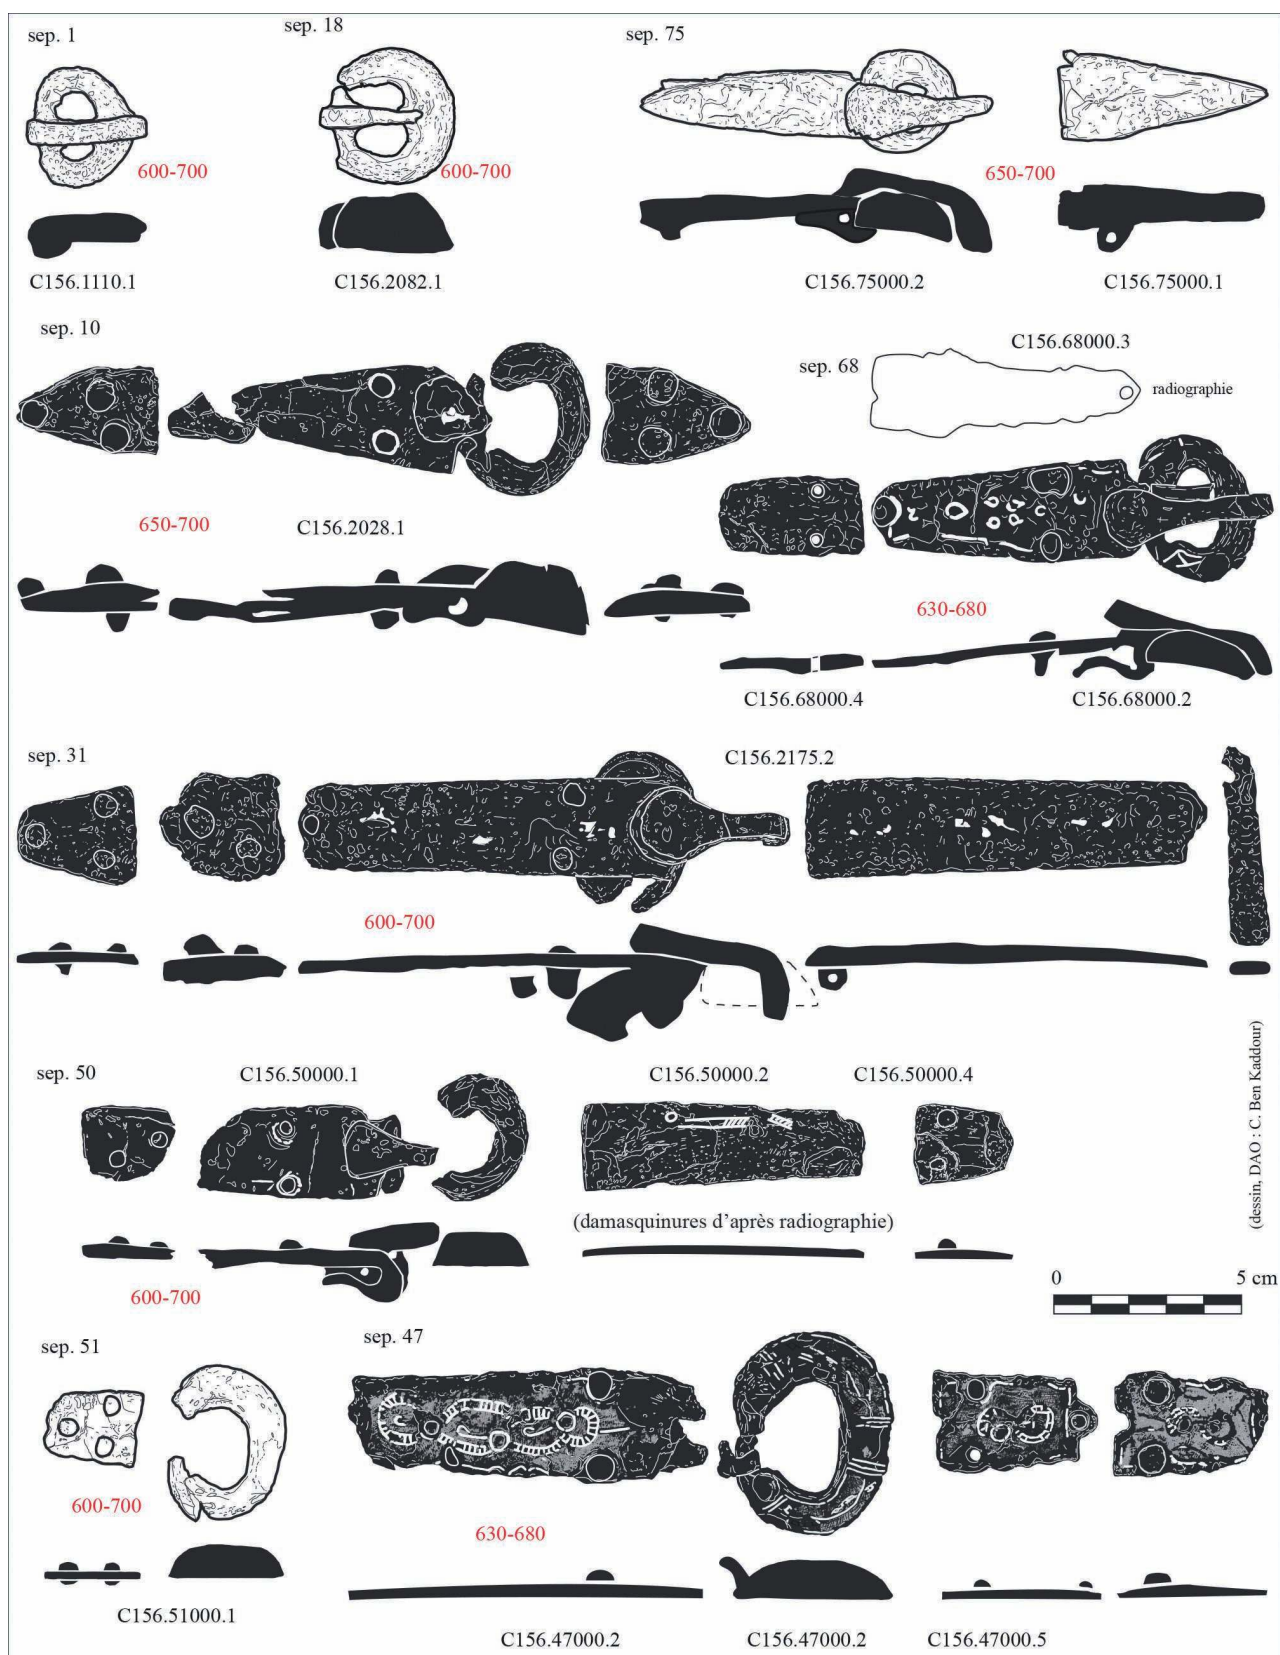 sep. 1
sep. 18
sep. 75
600-700
600-700
650-700
C156.1110.1
C156.2082.1
C156.75000.2
C156.75000.1
sep. 10
C156.68000.3
sep. 68
radiographie
650-700
C156.2028.1
630-680
C156.68000.4
C156.68000.2
sep. 31
C156.2175.2
600-700
sep. 50
C156.50000.1
C156.50000.2
C156.50000.4
(damasquinures d'après radiographie)
600-700
(dessin, DAO : C. Ben Kaddour)
0 5 cm
sep. 51
sep. 47
600-700
630-680
C156.51000.1
C156.47000.2
C156.47000.2
C156.47000.5